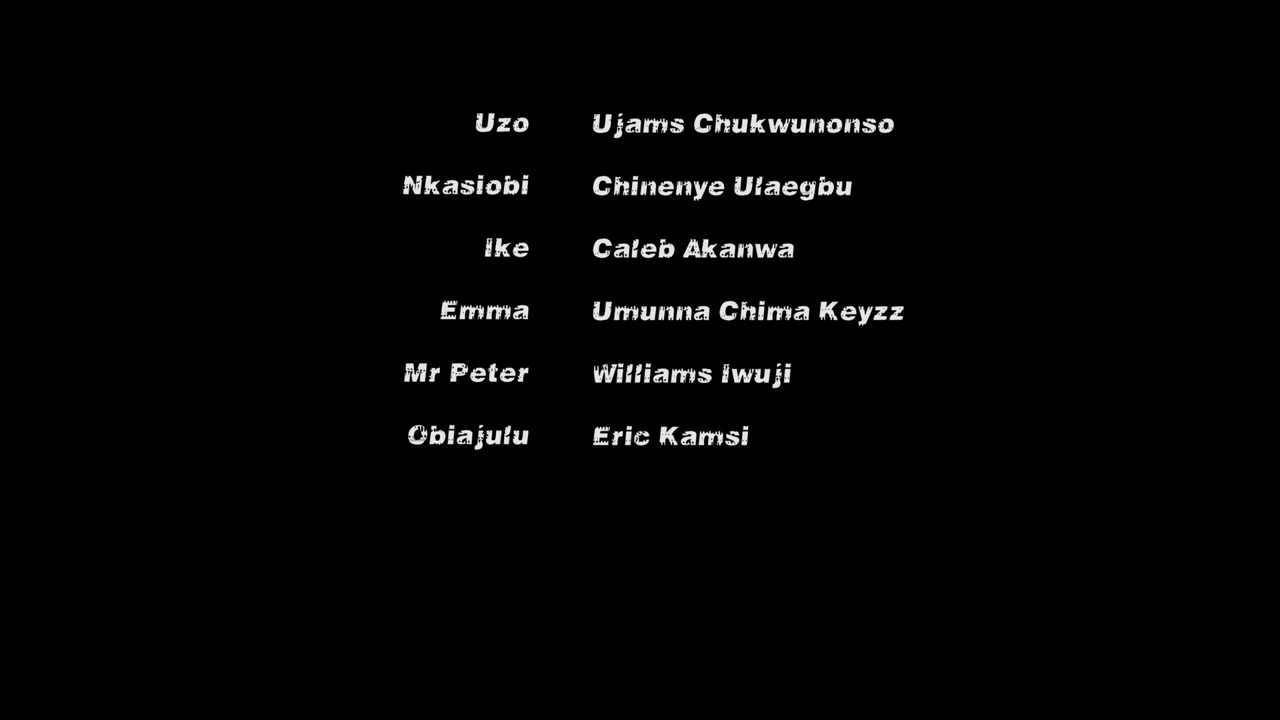 Uzo Ujams Chukwunonso
Nkasiobi Chinenye Ulaegbu
Ike Caleb Akanwa
Emma Umunna Chima Keyzz
Mr Peter Williams Iwuji
Obiajulu Eric Kamsi